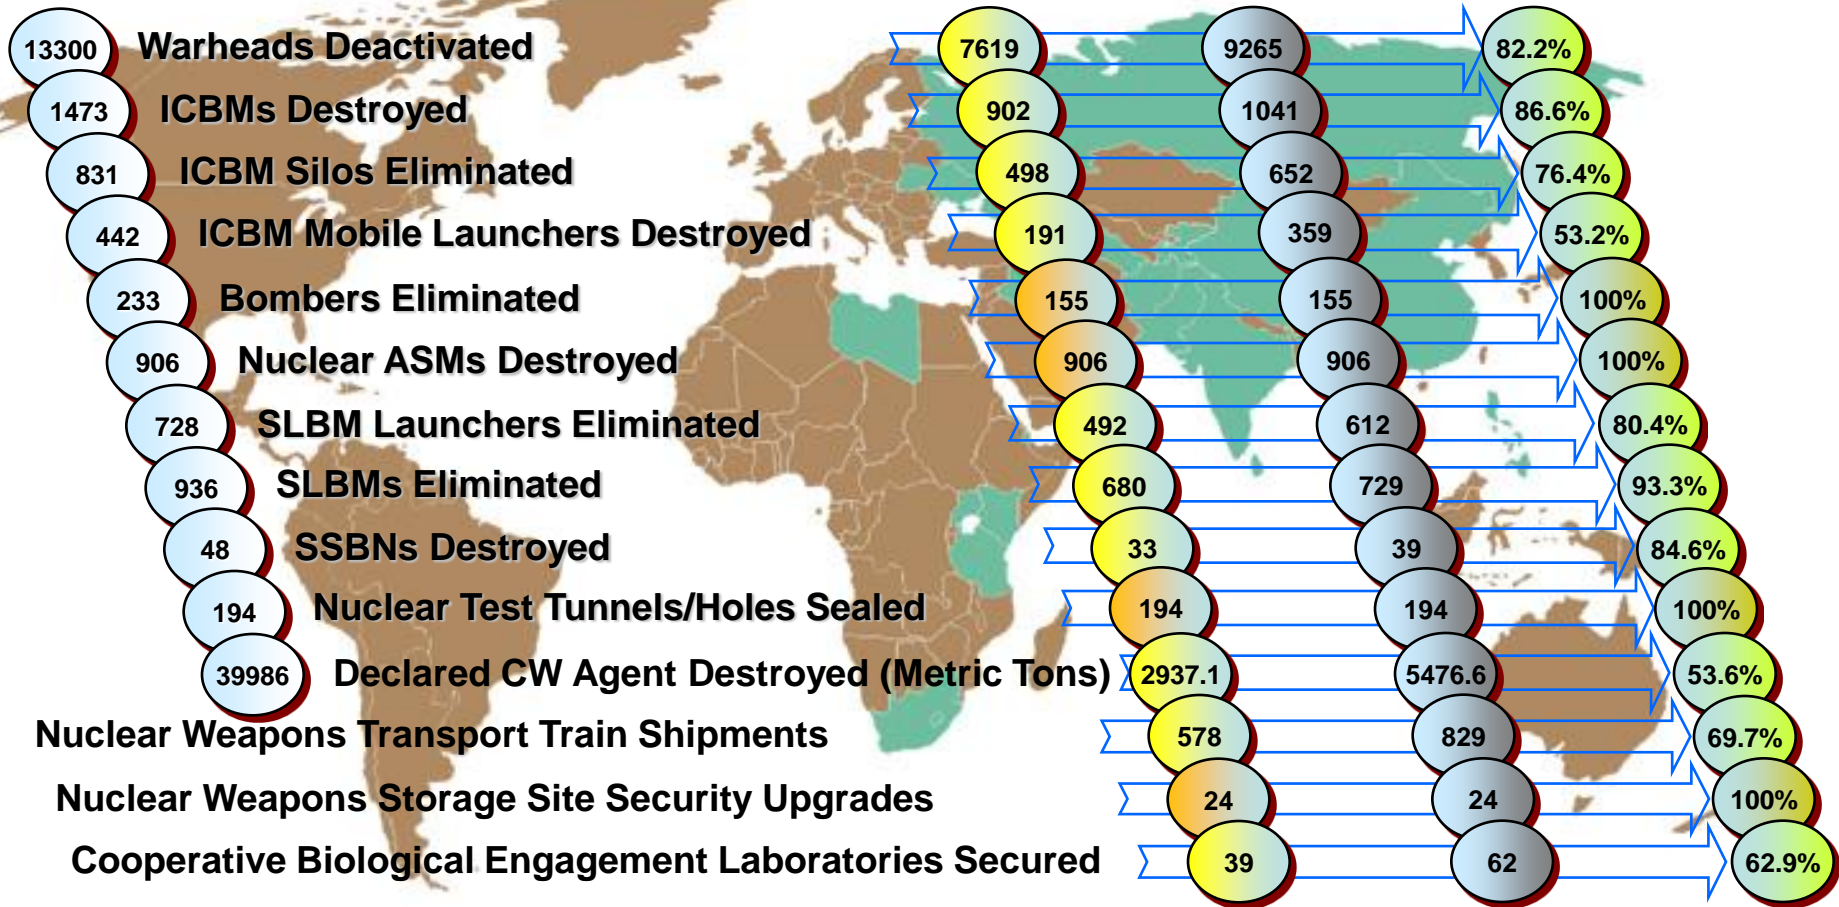 13300 Warheads Deactivated 7619 9265 82.2%
1473 ICBMs Destroyed 902 1041 86.6%
831 ICBM Silos Eliminated 498 652 76.4%
442 ICBM Mobile Launchers Destroyed 191 359 53.2%
233 Bombers Eliminated 155 155 100%
906 Nuclear ASMs Destroyed 906 906 100%
728 SLBM Launchers Eliminated 492 612 80.4%
936 SLBMs Eliminated 680 729 93.3%
48 SSBNs Destroyed 33 39 84.6%
194 Nuclear Test Tunnels/Holes Sealed 194 194 100%
39986 Declared CW Agent Destroyed (Metric Tons) 2937.1 5476.6 53.6%
Nuclear Weapons Transport Train Shipments 578 829 69.7%
Nuclear Weapons Storage Site Security Upgrades 24 24 100%
Cooperative Biological Engagement Laboratories Secured 39 62 62.9%